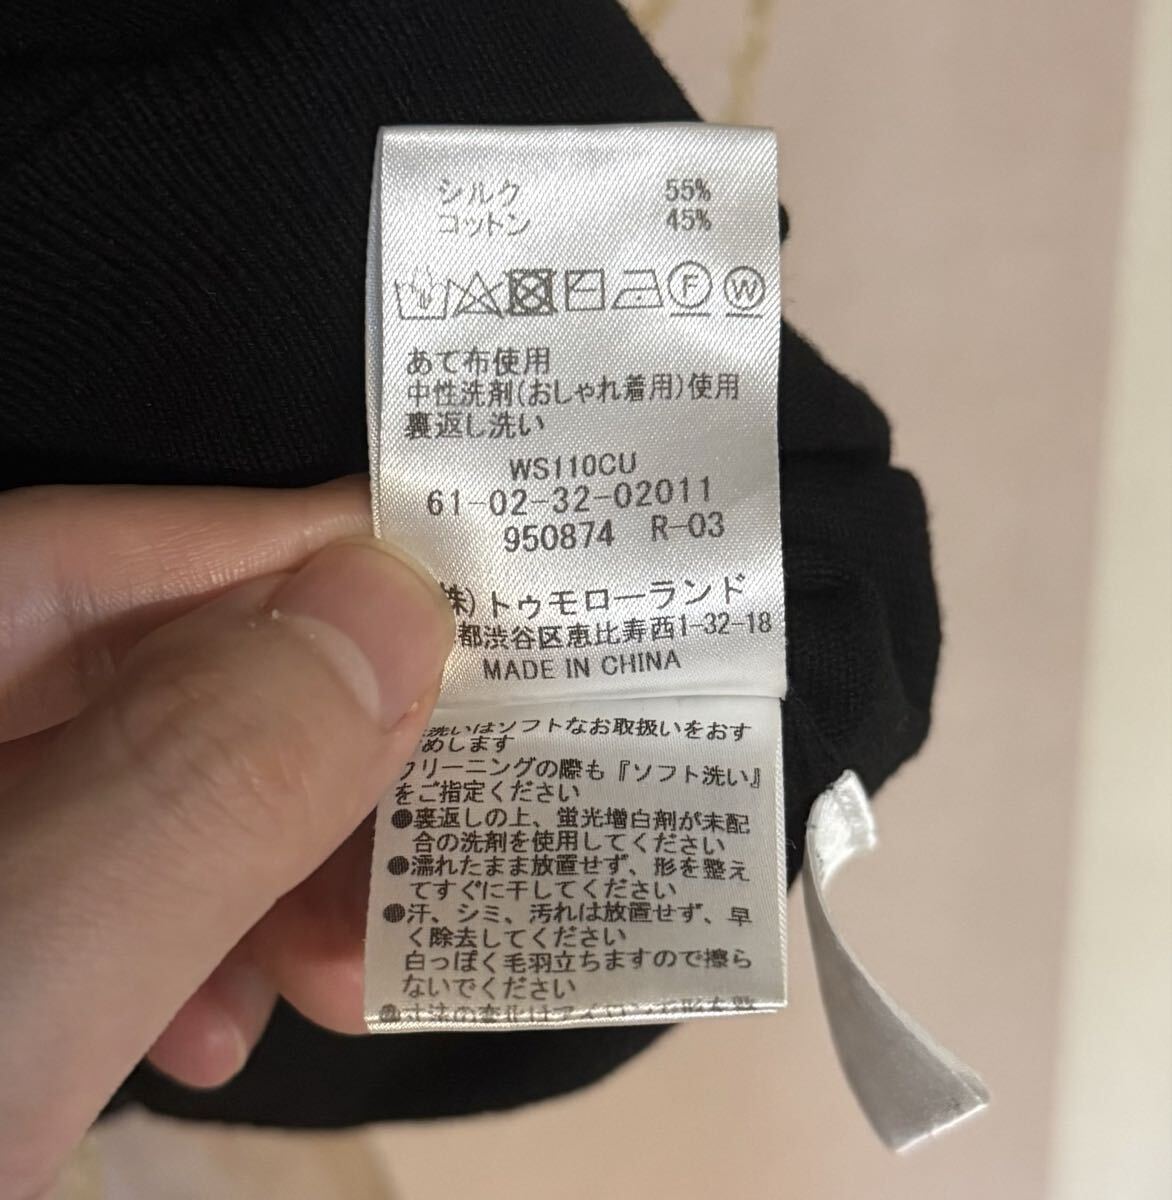 シルク 55%
コットン 45%
F W
あて布使用
中性洗剤(おしゃれ着用)使用
裏返し洗い
WS110CU
61-02-32-02011
950874 R-03
株)トゥモローランド
都渋谷区恵比寿西1-32-18
MADE IN CHINA
洗いはソフトなお取扱いをおす
めします
クリーニングの際も『ソフト洗い』
をご指定ください
●裏返しの上、蛍光増白剤が未配
合の洗剤を使用してください
●濡れたまま放置せず、形を整え
てすぐに干してください
●汗、シミ、汚れは放置せず、早
く除去してください
白っぽく毛羽立ちますので擦ら
ないでください